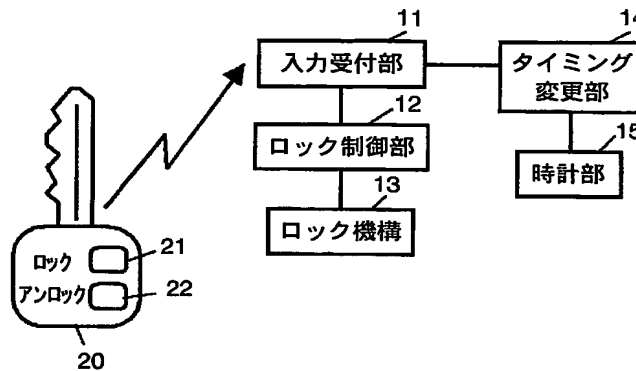 11
入力受付部
14
タイミング
変更部
12
ロック制御部
15
時計部
13
ロック機構
ロック
21
アンロック
22
20